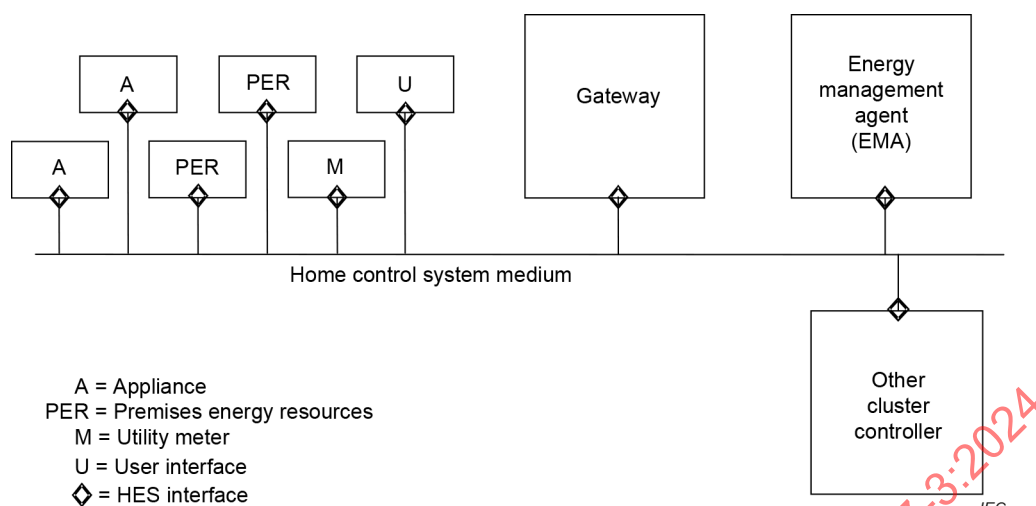 A
PER
U
A
PER
M
Gateway
Energy
management
agent
(EMA)
Home control system medium
Other
cluster
controller
A = Appliance
PER = Premises energy resources
M = Utility meter
U = User interface
= HES interface
-3:2024
IEC